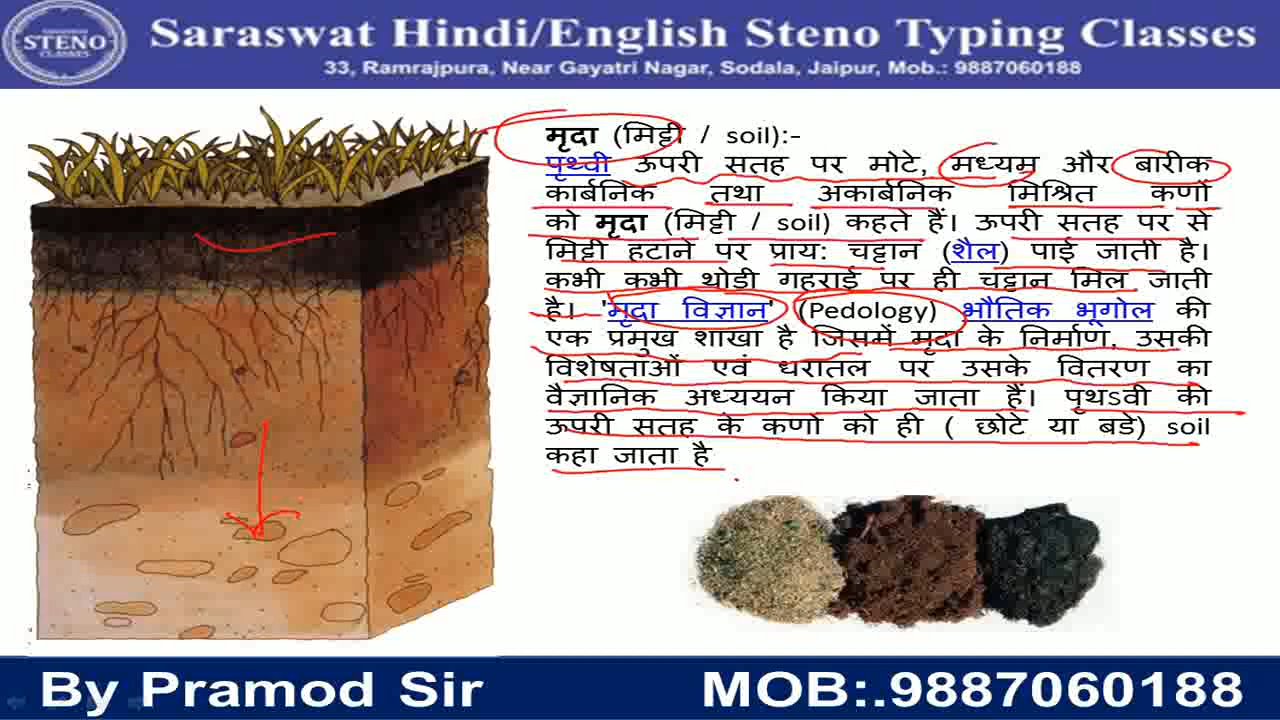 STENO
CLASSES
Saraswat Hindi/English Steno Typing Classes
33, Ramrajpura, Near Gayatri Nagar, Sodala, Jaipur, Mob.: 9887060188
मृदा (मिट्टी / soil):-
पृथ्वी ऊपरी सतह पर मोटे, मध्यम और बारीक
कार्बनिक तथा अकार्बनिक मिश्रित कणों
को मृदा (मिट्टी / soil) कहते हैं। ऊपरी सतह पर से
मिट्टी हटाने पर प्राय: चट्टान (शैल) पाई जाती है।
कभी कभी थोडी गहराई पर ही चट्टान मिल जाती
है। 'मृदा विज्ञान' (Pedology) भौतिक भूगोल की
एक प्रमुख शाखा है जिसमें मृदा के निर्माण, उसकी
विशेषताओं एवं धरातल पर उसके वितरण का
वैज्ञानिक अध्ययन किया जाता हैं। पृथऽवी की
ऊपरी सतह के कणों को ही ( छोटे या बडे) soil
कहा जाता है
By Pramod Sir
MOB:.9887060188